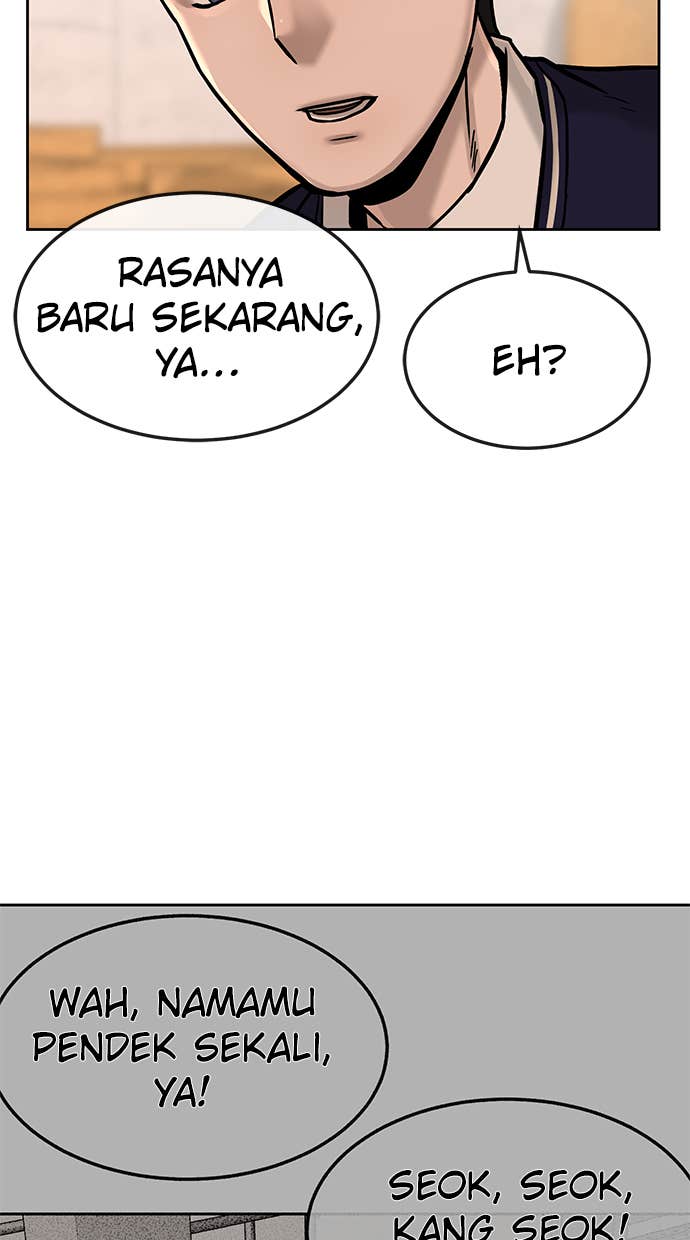 RASANYA
BARU SEKARANG,
YA...
EH?
WAH, NAMAMU
PENDEK SEKALI,
YA!
SEOK, SEOK,
KANG SEOK!